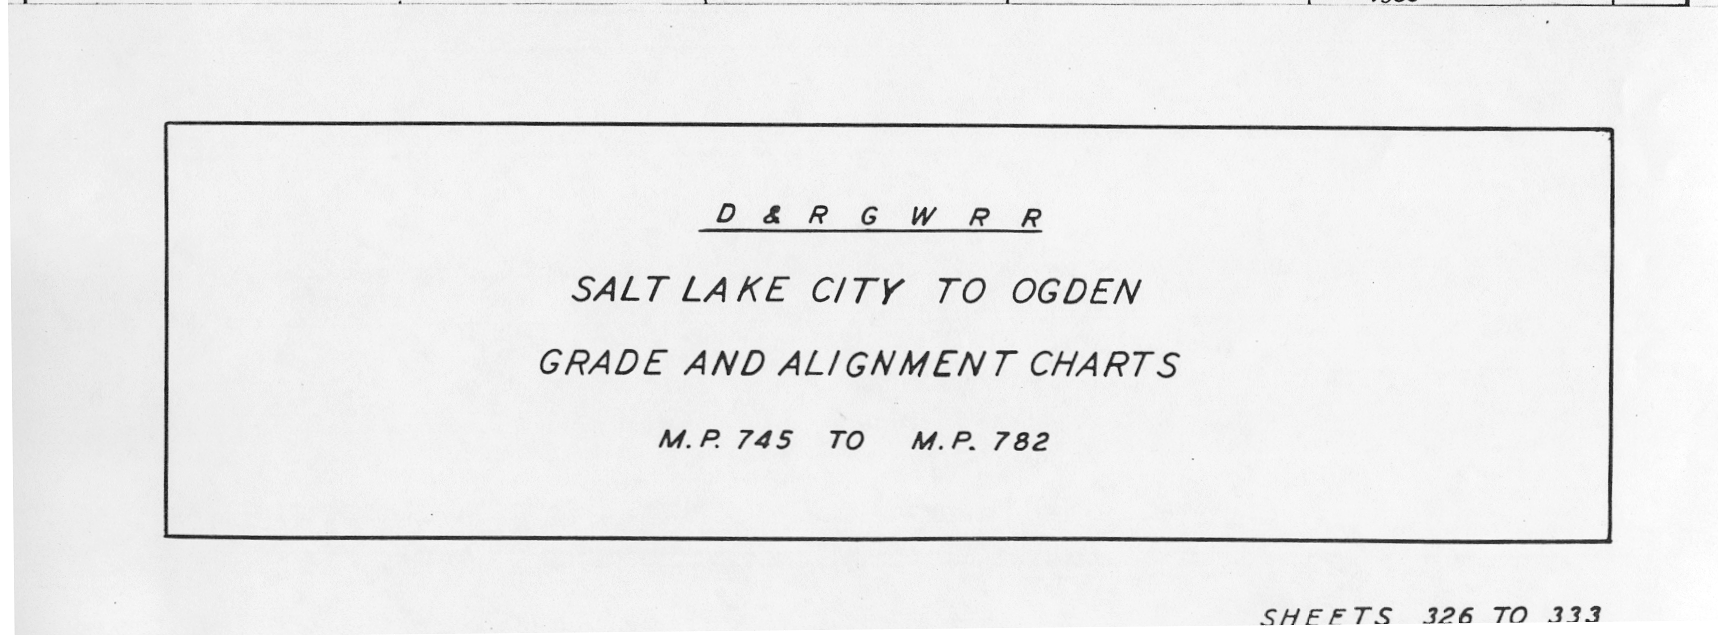 D & R G W R R
SALT LAKE CITY TO OGDEN
GRADE AND ALIGNMENT CHARTS
M.P. 745 TO M.P. 782
SHEETS 326 TO 333